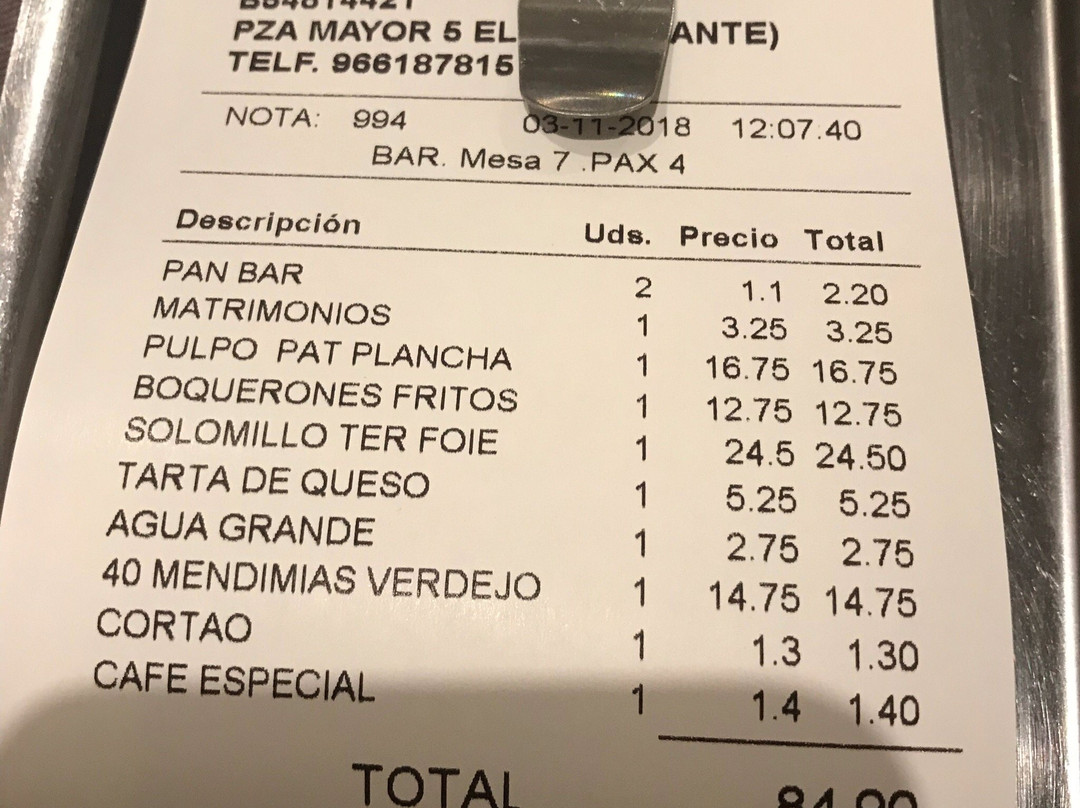 PZA MAYOR 5 EL ANTE)
TELF. 966187815
NOTA: 994 03-11-2018 12:07:40
BAR. Mesa 7 .PAX 4
Descripción Uds. Precio Total
PAN BAR 2 1.1 2.20
MATRIMONIOS 1 3.25 3.25
PULPO PAT PLANCHA 1 16.75 16.75
BOQUERONES FRITOS 1 12.75 12.75
SOLOMILLO TER FOIE 1 24.5 24.50
TARTA DE QUESO 1 5.25 5.25
AGUA GRANDE 1 2.75 2.75
40 MENDIMIAS VERDEJO 1 14.75 14.75
CORTAO 1 1.3 1.30
CAFE ESPECIAL 1 1.4 1.40
TOTAL 84.90